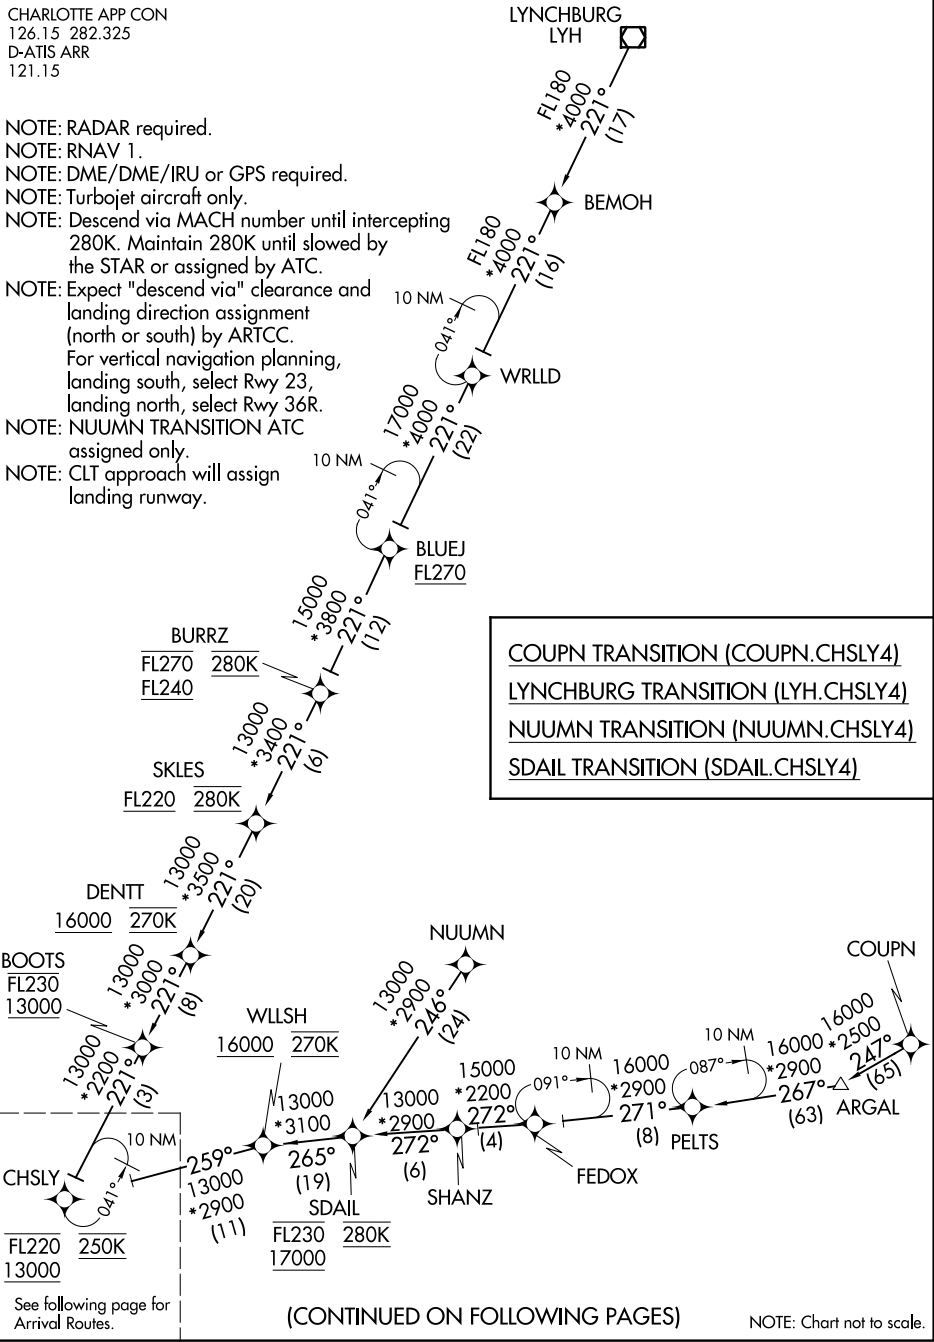 CHARLOTTE APP CON
126.15 282.325
D-ATIS ARR
121.15
NOTE: RADAR required.
NOTE: RNAV 1.
NOTE: DME/DME/IRU or GPS required.
NOTE: Turbojet aircraft only.
NOTE: Descend via MACH number until intercepting
280K. Maintain 280K until slowed by
the STAR or assigned by ATC.
NOTE: Expect "descend via" clearance and
landing direction assignment
(north or south) by ARTCC.
For vertical navigation planning,
landing south, select Rwy 23,
landing north, select Rwy 36R.
NOTE: NUUMN TRANSITION ATC
assigned only.
NOTE: CLT approach will assign
landing runway.
LYNCHBURG
LYH
FL180
*4000
221°
(17)
BEMOH
FL180
*4000
221°
(16)
10 NM
041°
WRLLD
17000
*4000
221°
(22)
10 NM
041°
BLUEJ
FL270
15000
*3800
221°
(12)
BURRZ
FL270 280K
FL240
13000
*3400
221°
(6)
SKLES
FL220 280K
13000
*3500
221°
(20)
DENTT
16000 270K
13000
*3000
221°
(8)
BOOTS
FL230
13000
13000
*2200
221°
(3)
10 NM
041°
CHSLY
FL220 250K
13000
See following page for
Arrival Routes.
COUPN TRANSITION (COUPN.CHSLY4)
LYNCHBURG TRANSITION (LYH.CHSLY4)
NUUMN TRANSITION (NUUMN.CHSLY4)
SDAIL TRANSITION (SDAIL.CHSLY4)
NUUMN
13000
*2900
246°
(24)
COUPN
16000
*2500
247°
(65)
ARGAL
16000
*2900
267°
(63)
10 NM
087°
PELTS
16000
*2900
271°
(8)
10 NM
091°
FEDOX
15000
*2200
272°
(4)
SHANZ
13000
*2900
272°
(6)
SDAIL
FL230 280K
17000
13000
*3100
265°
(19)
WLLSH
16000 270K
259°
13000
*2900
(11)
(CONTINUED ON FOLLOWING PAGES)
NOTE: Chart not to scale.